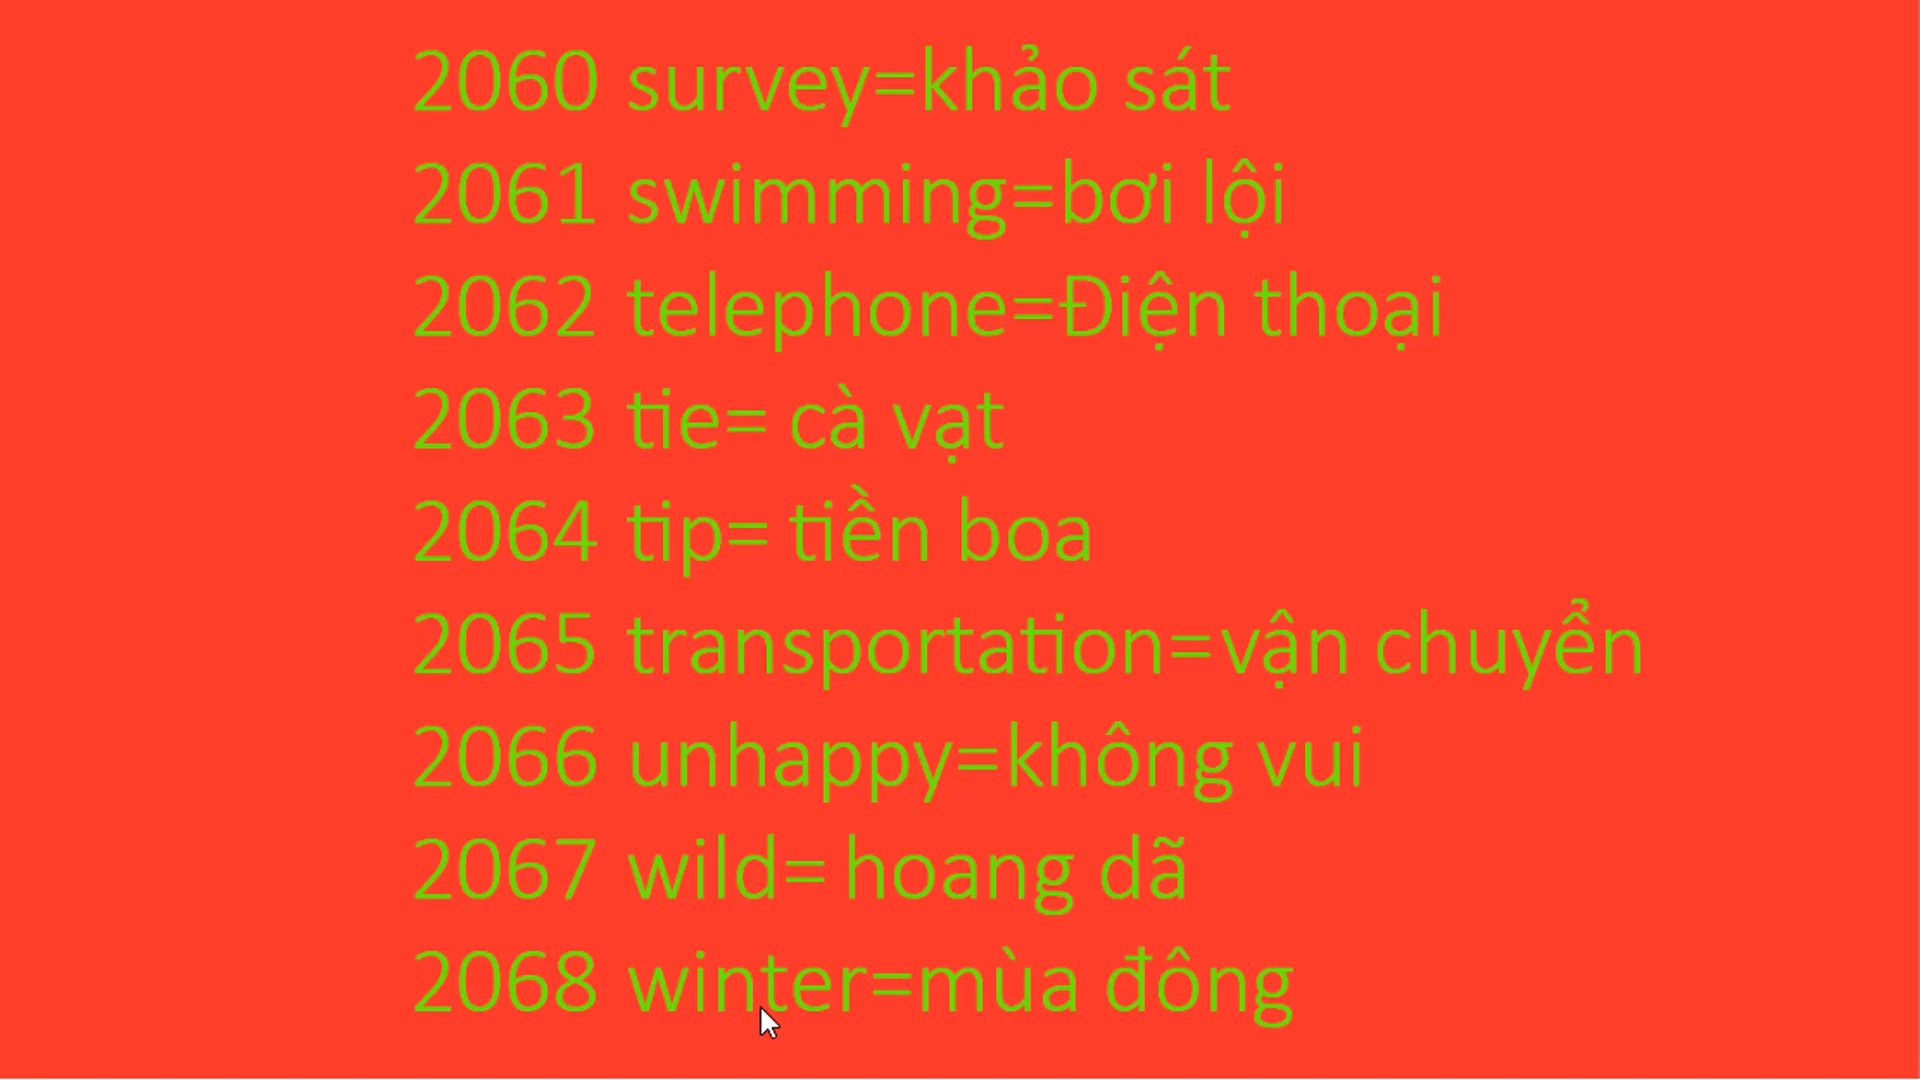 2060 survey=khảo sát
2061 swimming=bơi lội
2062 telephone=Điện thoại
2063 tie= cà vạt
2064 tip= tiền boa
2065 transportation=vận chuyển
2066 unhappy=không vui
2067 wild= hoang dã
2068 winter=mùa đông